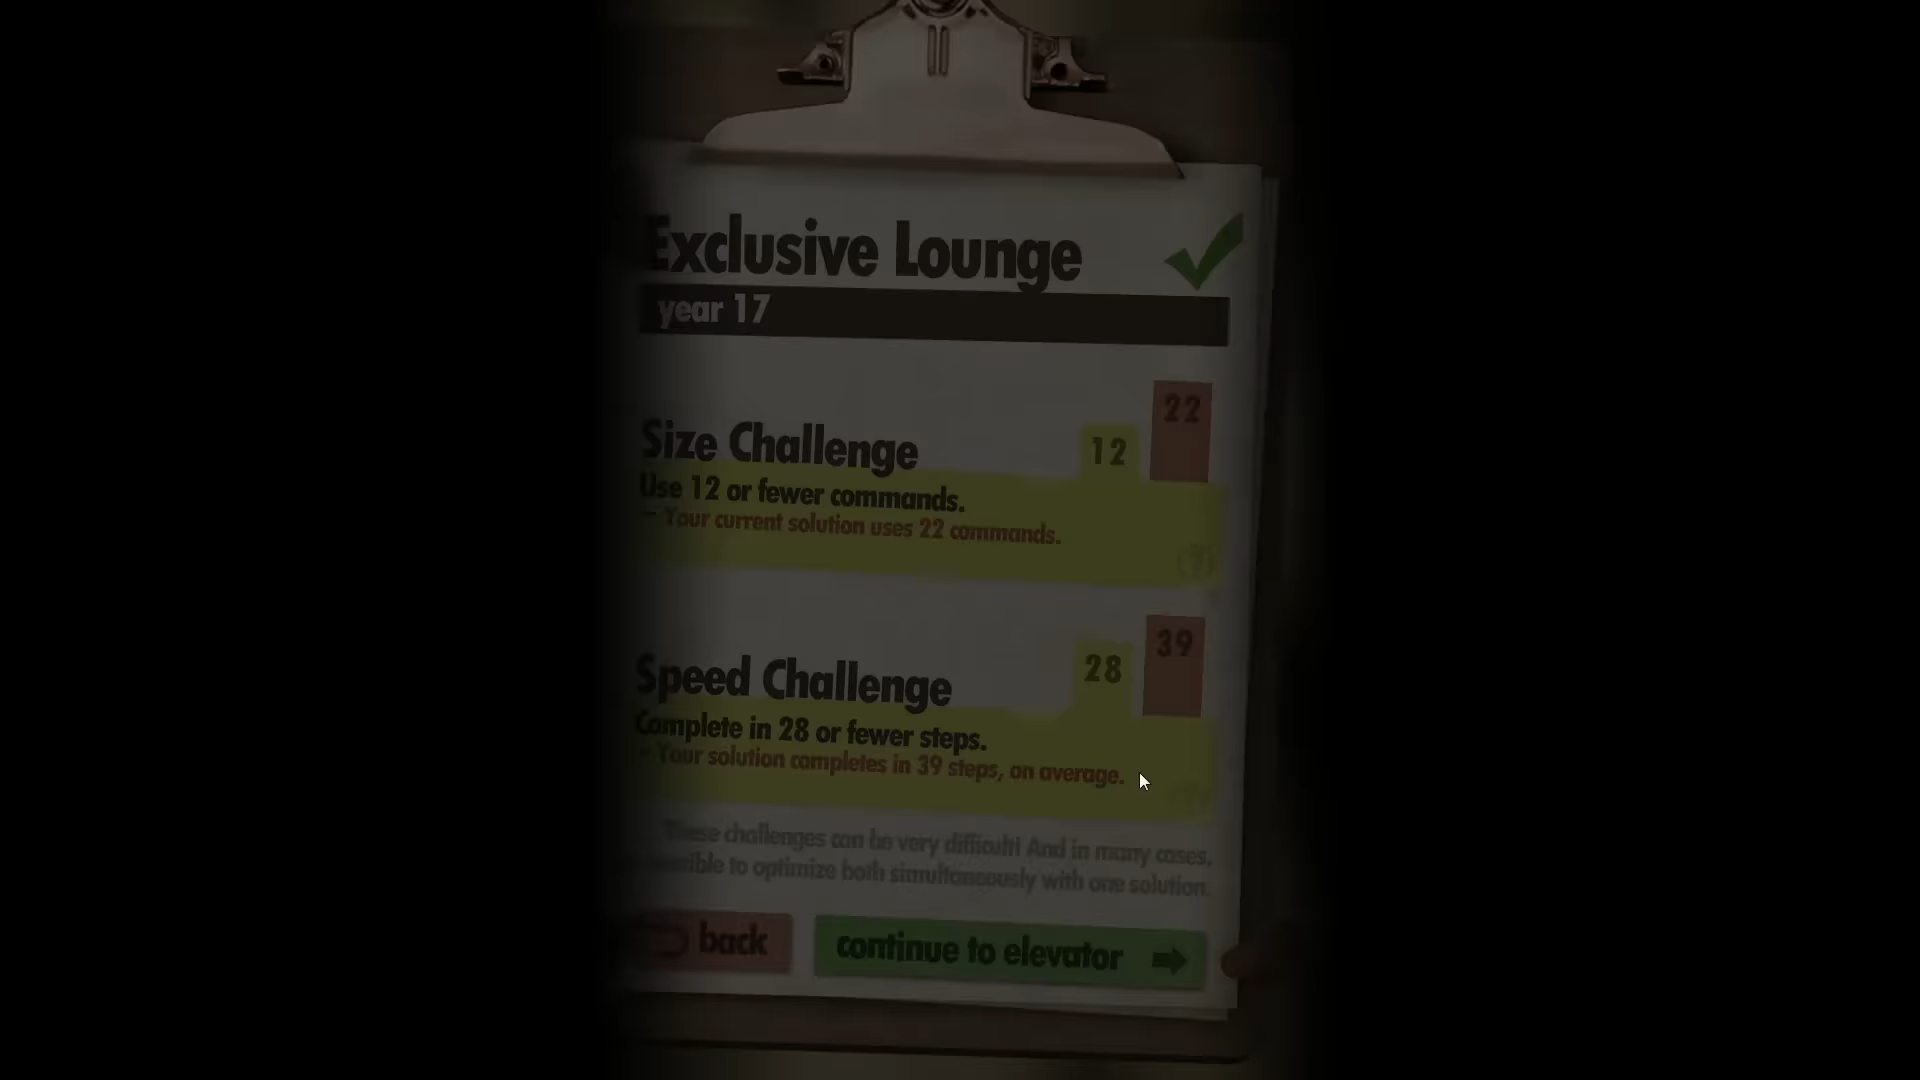 Exclusive Lounge
year 17
22
12
Size Challenge
Use 12 or fewer commands.
- Your current solution uses 22 commands.
39
28
Speed Challenge
Complete in 28 or fewer steps.
- Your solution completes in 39 steps, on average.
These challenges can be very difficult! And in many cases,
to optimize both simultaneously with one solution.
back
continue to elevator